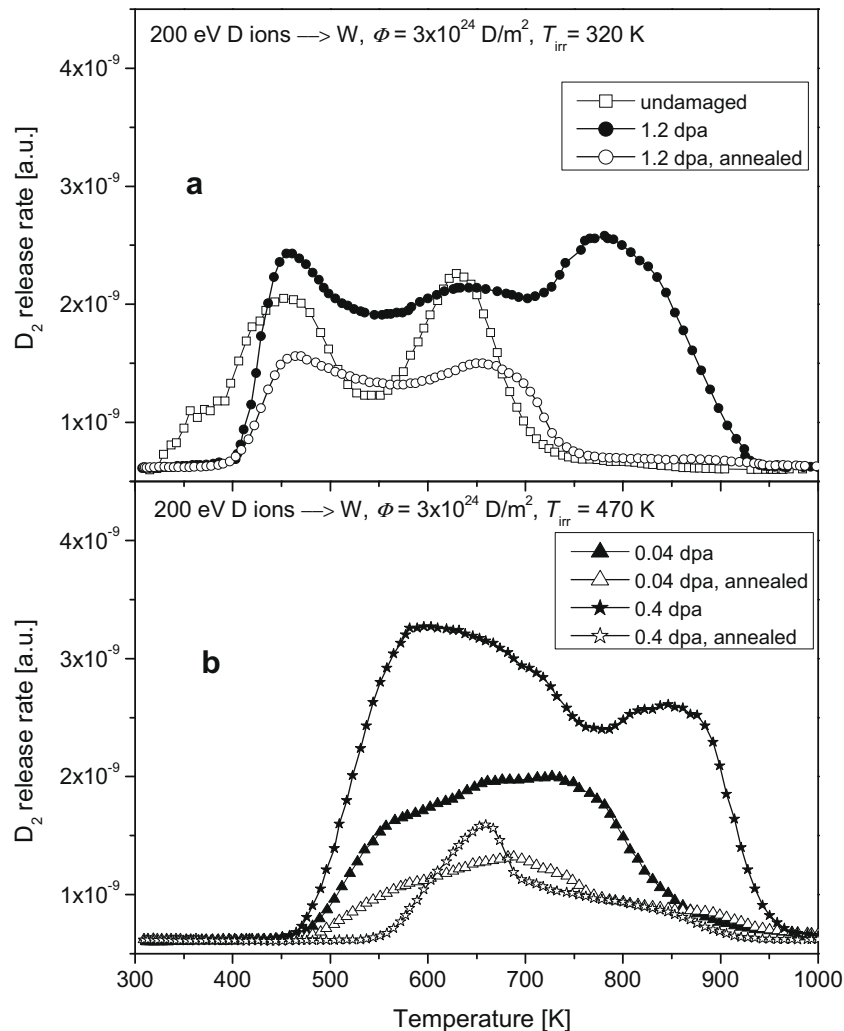 200 eV D ions —> W, Φ = 3x10²⁴ D/m², T_irr = 320 K
undamaged
1.2 dpa
1.2 dpa, annealed
a
D₂ release rate [a.u.]
4x10⁻⁹
3x10⁻⁹
2x10⁻⁹
1x10⁻⁹
200 eV D ions —> W, Φ = 3x10²⁴ D/m², T_irr = 470 K
0.04 dpa
0.04 dpa, annealed
0.4 dpa
0.4 dpa, annealed
b
D₂ release rate [a.u.]
4x10⁻⁹
3x10⁻⁹
2x10⁻⁹
1x10⁻⁹
300 400 500 600 700 800 900 1000
Temperature [K]